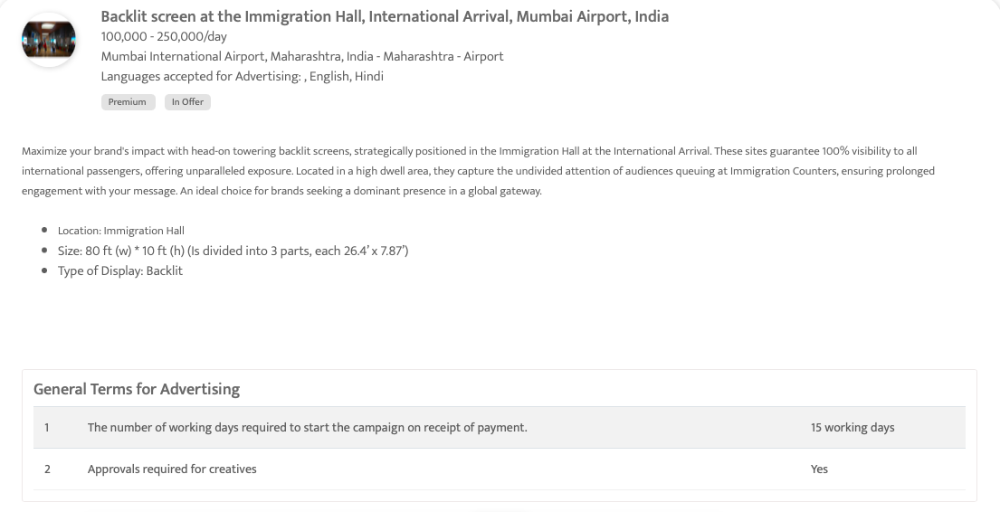 Backlit screen at the Immigration Hall, International Arrival, Mumbai Airport, India
100,000 - 250,000/day
Mumbai International Airport, Maharashtra, India - Maharashtra - Airport
Languages accepted for Advertising: , English, Hindi
Premium In Offer
Maximize your brand's impact with head-on towering backlit screens, strategically positioned in the Immigration Hall at the International Arrival. These sites guarantee 100% visibility to all
international passengers, offering unparalleled exposure. Located in a high dwell area, they capture the undivided attention of audiences queuing at Immigration Counters, ensuring prolonged
engagement with your message. An ideal choice for brands seeking a dominant presence in a global gateway.
• Location: Immigration Hall
• Size: 80 ft (w) * 10 ft (h) (Is divided into 3 parts, each 26.4’ x 7.87’)
• Type of Display: Backlit
General Terms for Advertising
1 The number of working days required to start the campaign on receipt of payment. 15 working days
2 Approvals required for creatives Yes